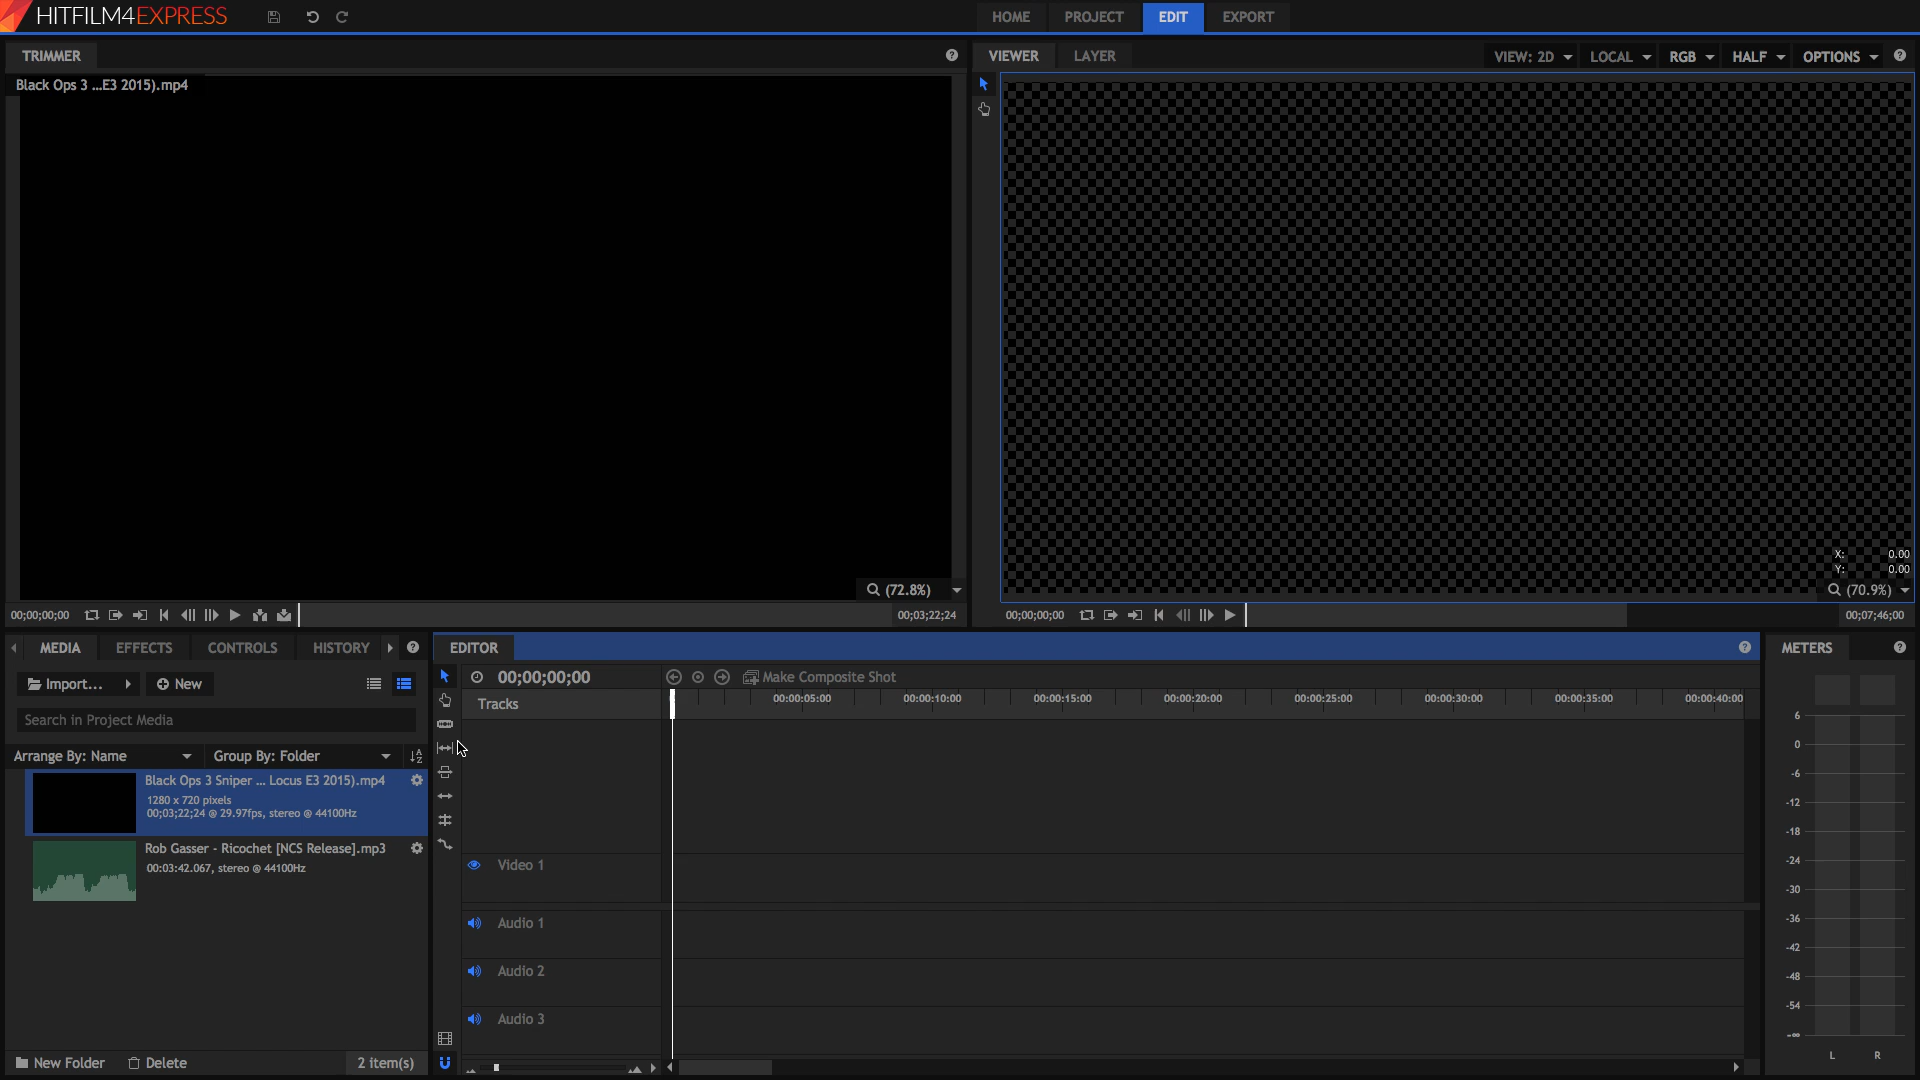 HITFILM4EXPRESS
HOME PROJECT EDIT EXPORT
TRIMMER
Black Ops 3 ...E3 2015).mp4
(72.8%)
00;00;00;00
00;03;22;24
VIEWER LAYER
VIEW: 2D LOCAL RGB HALF OPTIONS
X: 0.00
Y: 0.00
(70.9%)
00;00;00;00
00;07;46;00
MEDIA EFFECTS CONTROLS HISTORY
Import... New
Search in Project Media
Arrange By: Name Group By: Folder
Black Ops 3 Sniper ... Locus E3 2015).mp4
1280 x 720 pixels
00;03;22;24 @ 29.97fps, stereo @ 44100Hz
Rob Gasser - Ricochet [NCS Release].mp3
00:03:42.067, stereo @ 44100Hz
New Folder Delete 2 item(s)
EDITOR
00;00;00;00 Make Composite Shot
Tracks
00:00:05:00 00:00:10:00 00:00:15:00 00:00:20:00 00:00:25:00 00:00:30:00 00:00:35:00 00:00:40:00
Video 1
Audio 1
Audio 2
Audio 3
METERS
6
0
-6
-12
-18
-24
-30
-36
-42
-48
-54
-∞
L R